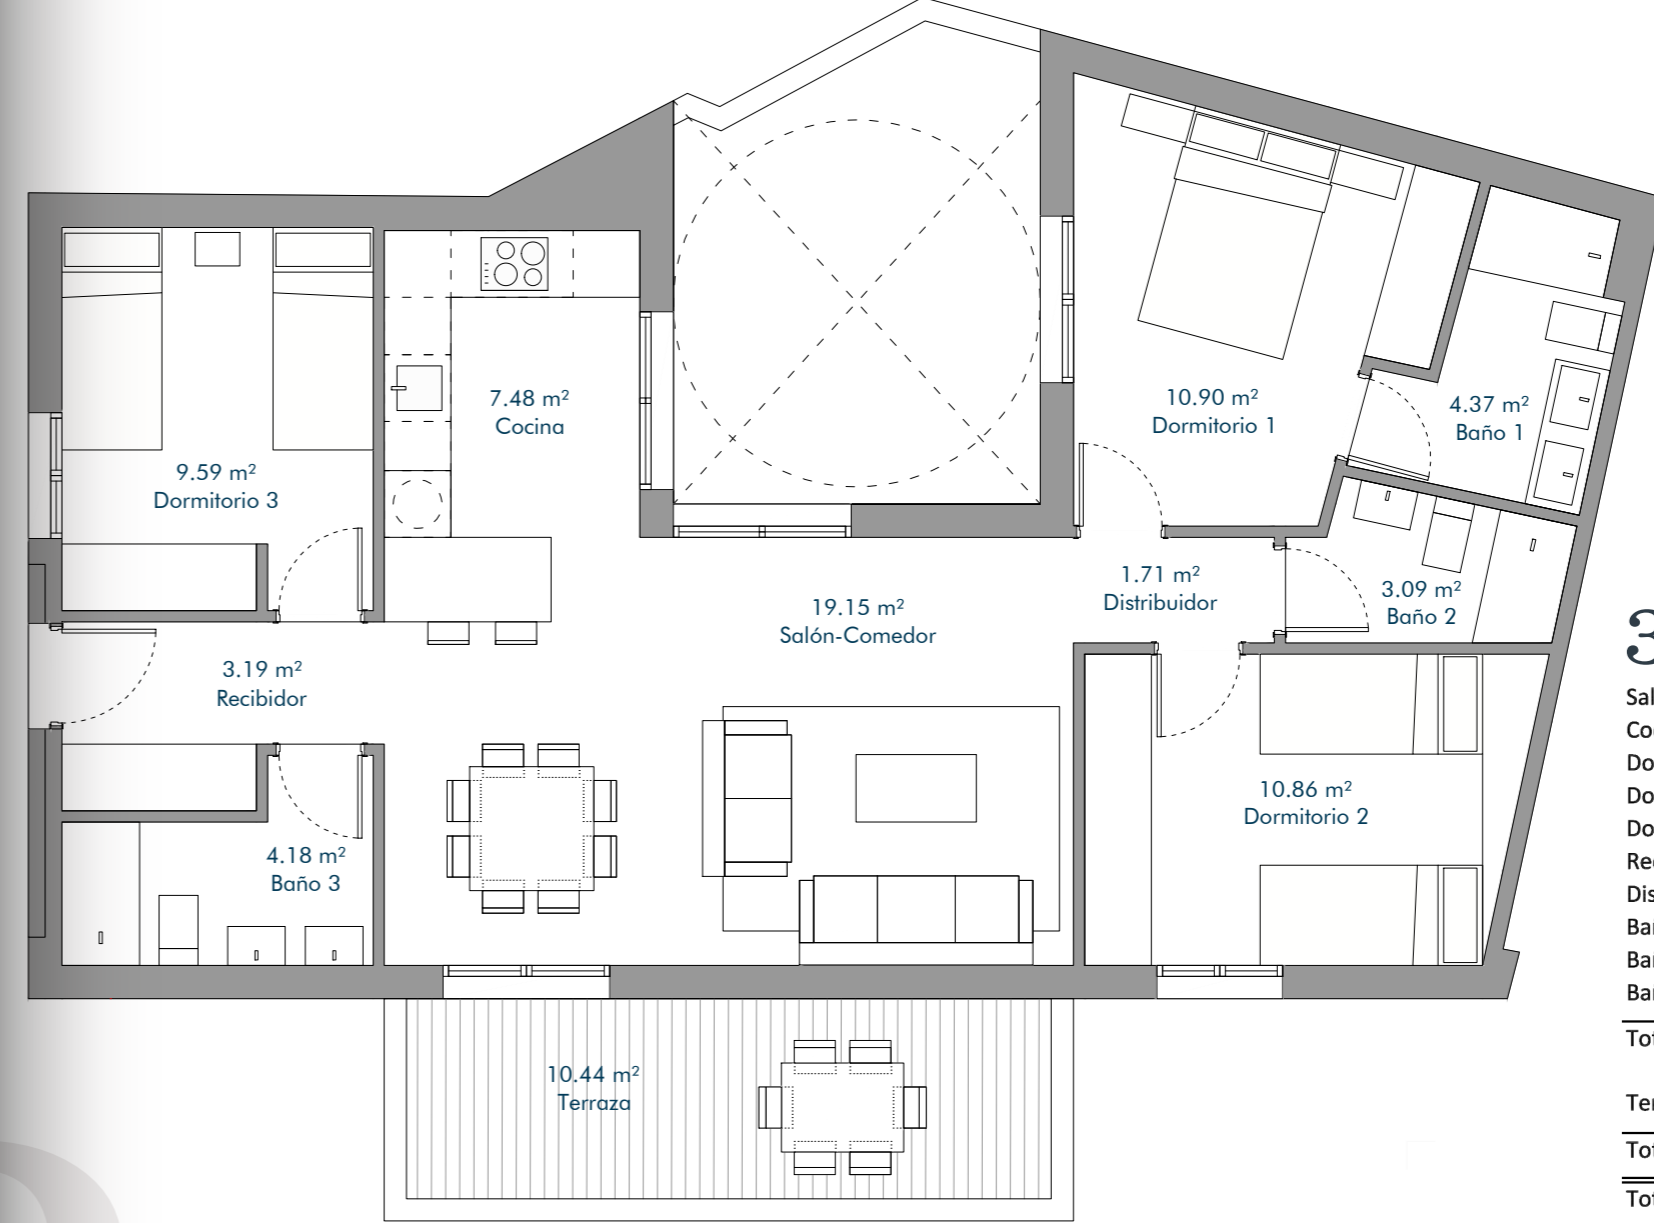 7.48 m²
Cocina
10.90 m²
Dormitorio 1
4.37 m²
Baño 1
9.59 m²
Dormitorio 3
1.71 m²
Distribuidor
3.09 m²
Baño 2
19.15 m²
Salón-Comedor
3.19 m²
Recibidor
10.86 m²
Dormitorio 2
4.18 m²
Baño 3
10.44 m²
Terraza
3